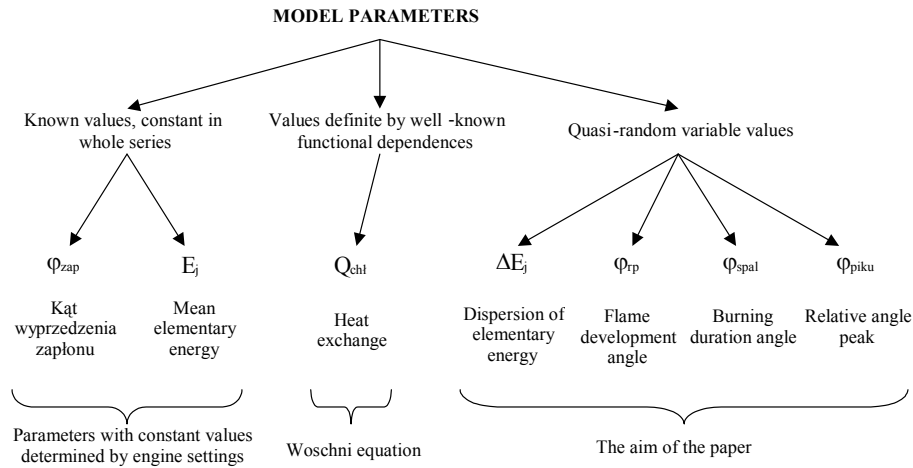 MODEL PARAMETERS
Known values, constant in
whole series
Values definite by well -known
functional dependences
Quasi-random variable values
φzap
Ej
Qchł
ΔEj
φrp
φspal
φpiku
Kąt
wyprzedzenia
zapłonu
Mean
elementary
energy
Heat
exchange
Dispersion of
elementary
energy
Flame
development
angle
Burning
duration angle
Relative angle
peak
Parameters with constant values
determined by engine settings
Woschni equation
The aim of the paper